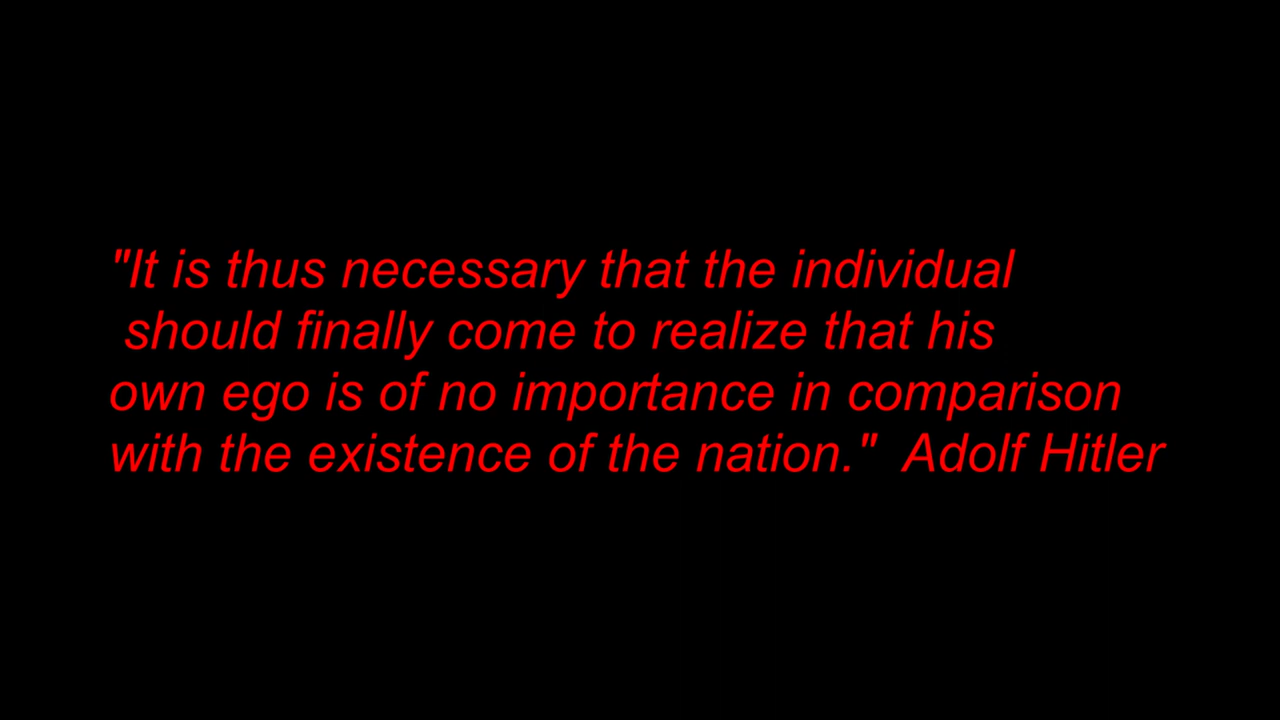 "It is thus necessary that the individual
should finally come to realize that his
own ego is of no importance in comparison
with the existence of the nation."  Adolf Hitler